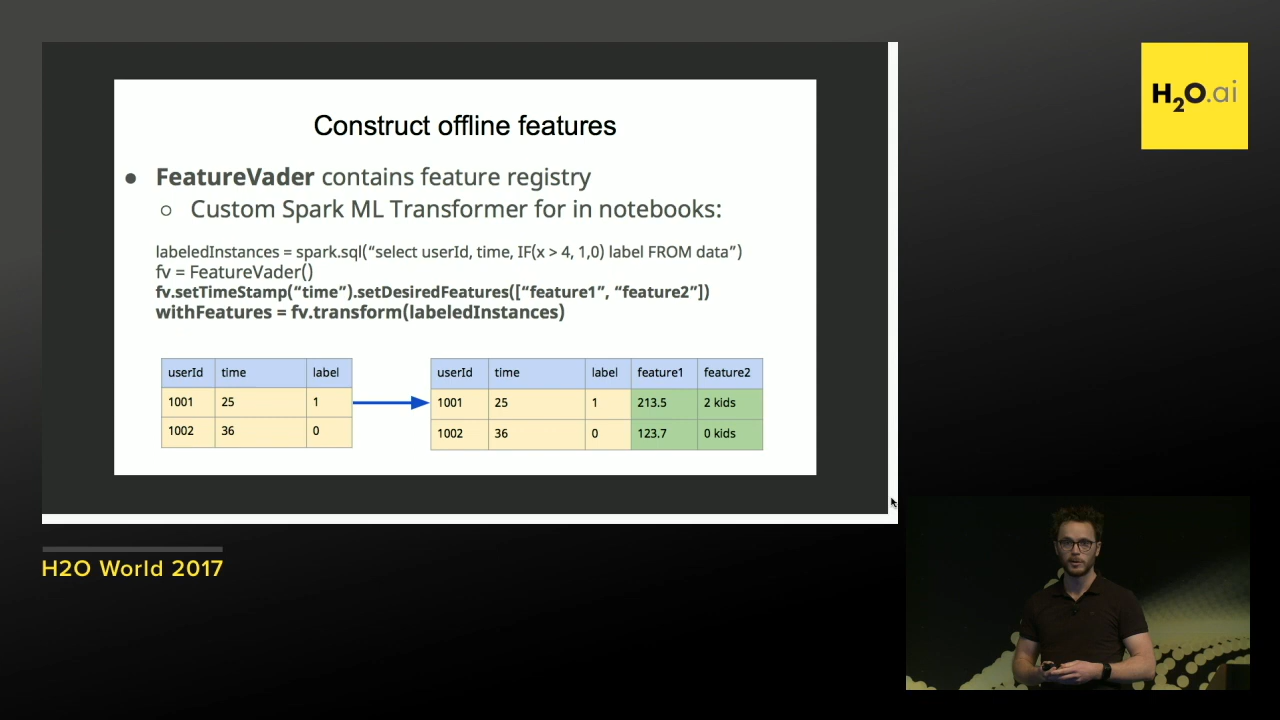 Construct offline features
● FeatureVader contains feature registry
○ Custom Spark ML Transformer for in notebooks:
labeledInstances = spark.sql(“select userId, time, IF(x > 4, 1,0) label FROM data”)
fv = FeatureVader()
fv.setTimeStamp(“time”).setDesiredFeatures([“feature1”, “feature2”])
withFeatures = fv.transform(labeledInstances)
userId time label
1001 25 1
1002 36 0
userId time label feature1 feature2
1001 25 1 213.5 2 kids
1002 36 0 123.7 0 kids
H2O.ai
H2O World 2017